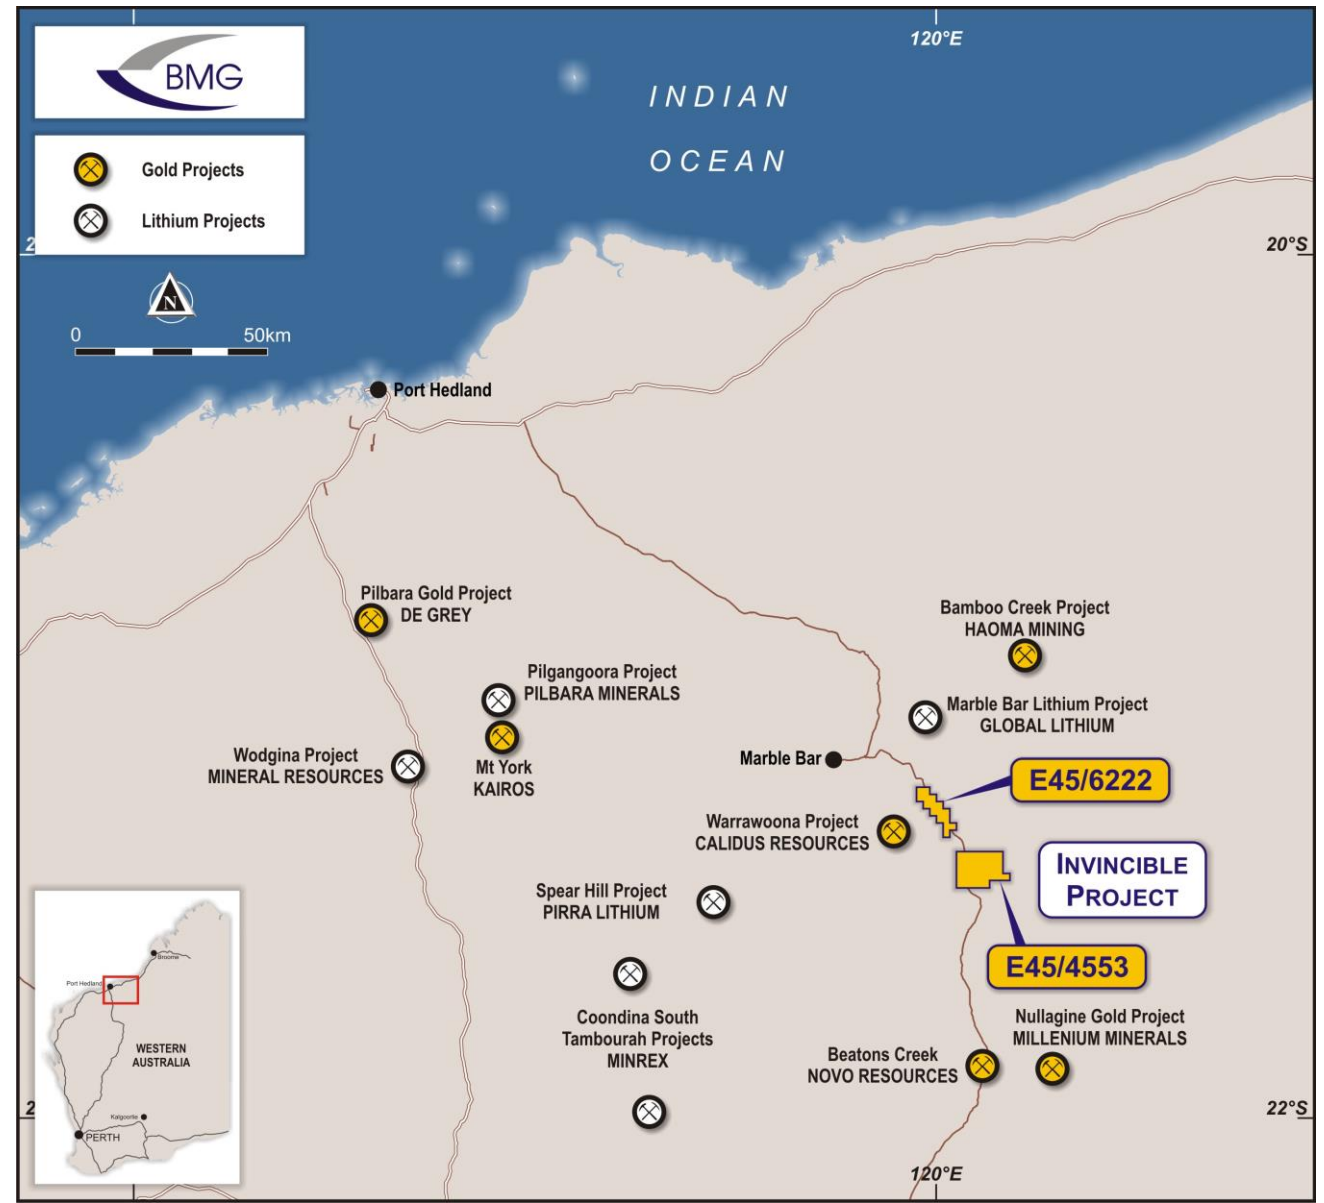 BMG
Gold Projects
Lithium Projects
N
0 50km
INDIAN
OCEAN
120°E
20°S
Port Hedland
Pilbara Gold Project
DE GREY
Pilgangoora Project
PILBARA MINERALS
Wodgina Project
MINERAL RESOURCES
Mt York
KAIROS
Bamboo Creek Project
HAOMA MINING
Marble Bar Lithium Project
GLOBAL LITHIUM
Marble Bar
E45/6222
Warrawoona Project
CALIDUS RESOURCES
INVINCIBLE
PROJECT
Spear Hill Project
PIRRA LITHIUM
E45/4553
Coondina South
Tambourah Projects
MINREX
Nullagine Gold Project
MILLENIUM MINERALS
Beatons Creek
NOVO RESOURCES
22°S
120°E
Broome
Port Hedland
WESTERN
AUSTRALIA
Kalgoorlie
PERTH